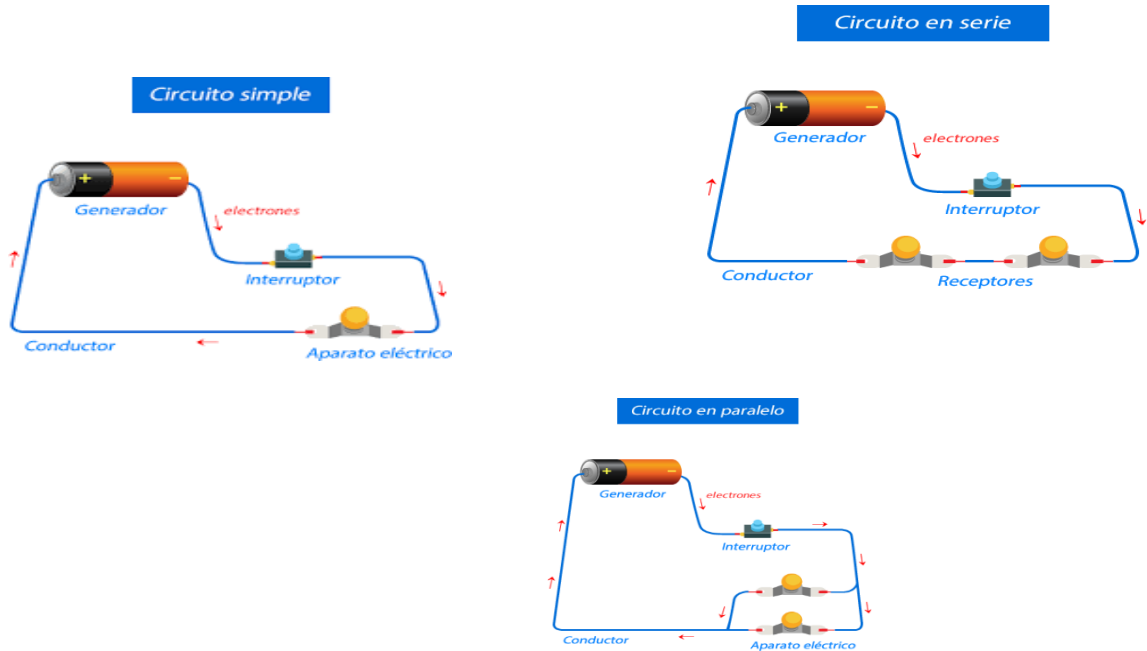 Circuito simple
+
−
Generador
electrones
Interruptor
Conductor
Aparato eléctrico
Circuito en serie
+
−
Generador
electrones
Interruptor
Conductor
Receptores
Circuito en paralelo
+
−
Generador
electrones
Interruptor
Conductor
Aparato eléctrico